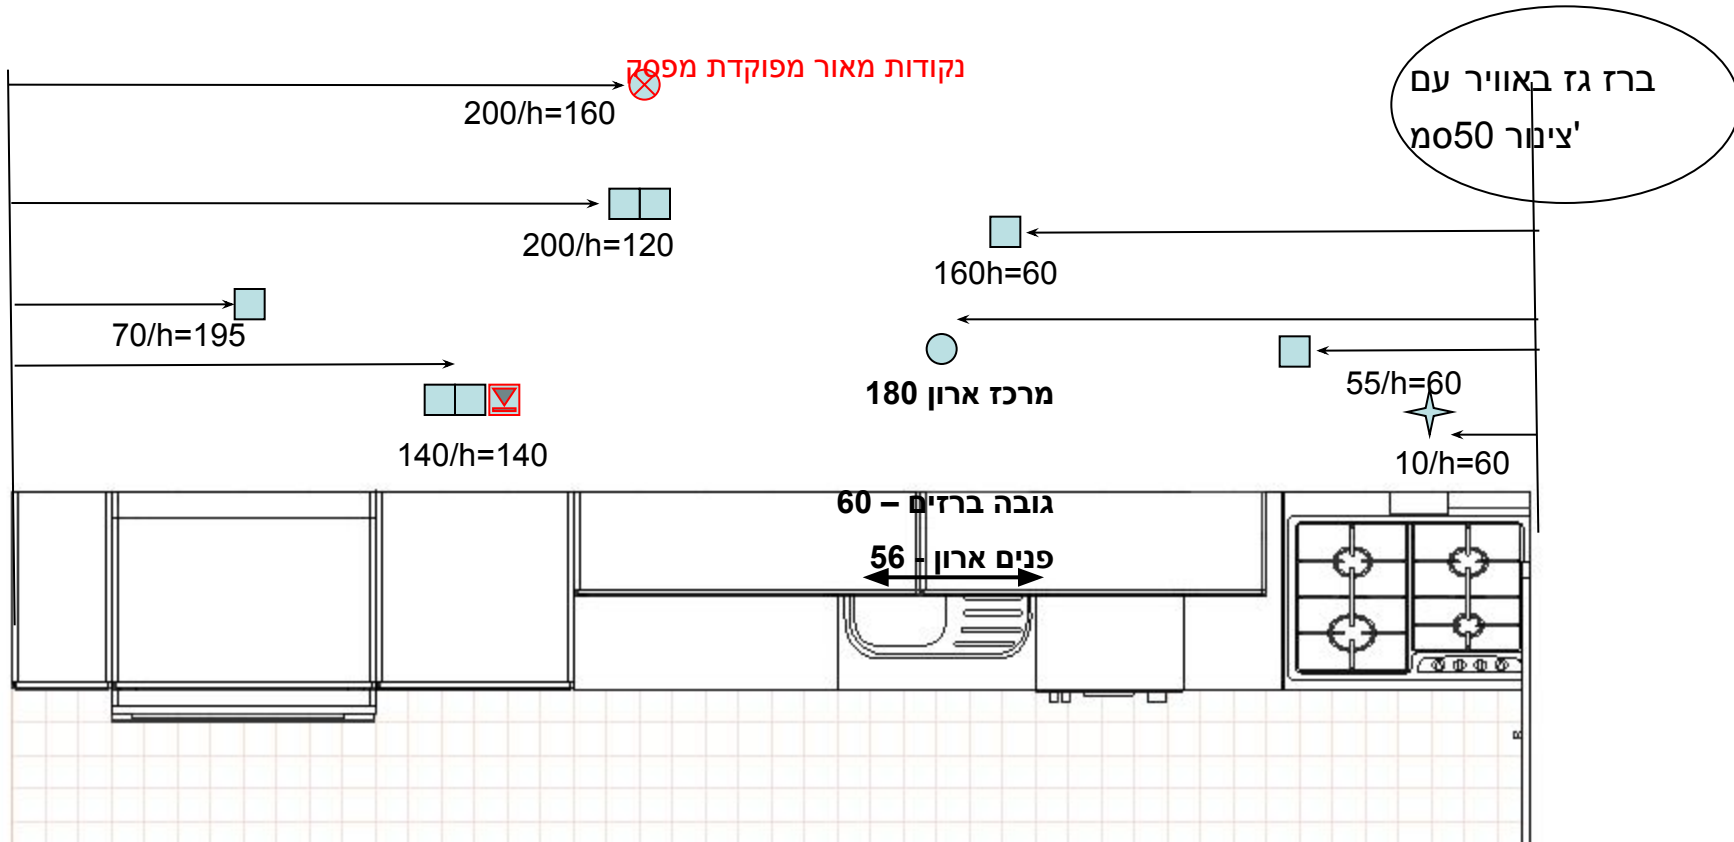 נקודות מאור מפוקדת מפסק
200/h=160
ברז גז באוויר עם
צינור 50סמ'
200/h=120
160h=60
70/h=195
55/h=60
מרכז ארון 180
140/h=140
10/h=60
גובה ברזים – 60
פנים ארון - 56